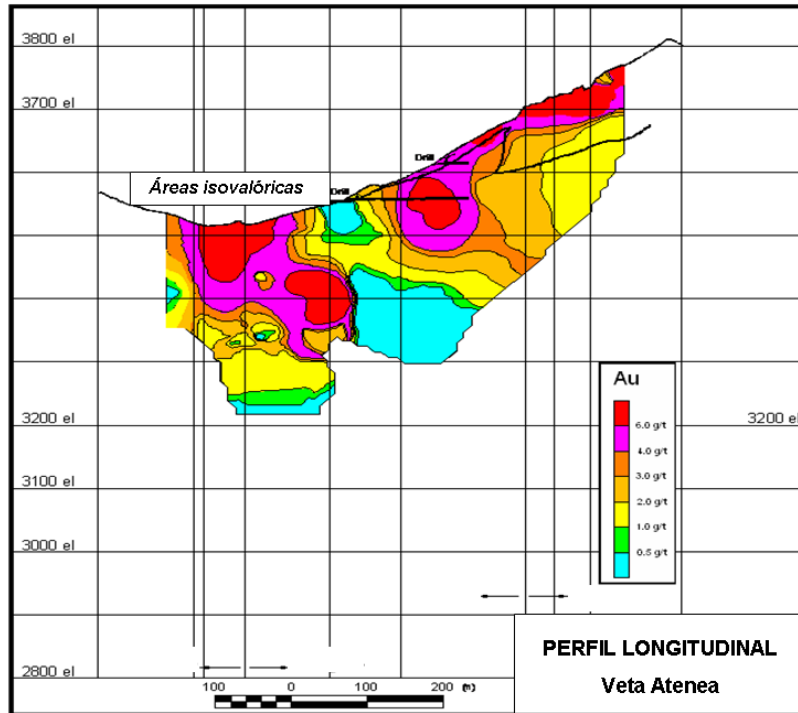 3800 el
3700 el
Áreas isovalóricas
Drill
Drill
Au
6.0 g/t
4.0 g/t
3.0 g/t
2.0 g/t
1.0 g/t
0.5 g/t
3200 el
3200 el
3100 el
3000 el
2800 el
PERFIL LONGITUDINAL
Veta Atenea
100 0 100 200 (m)